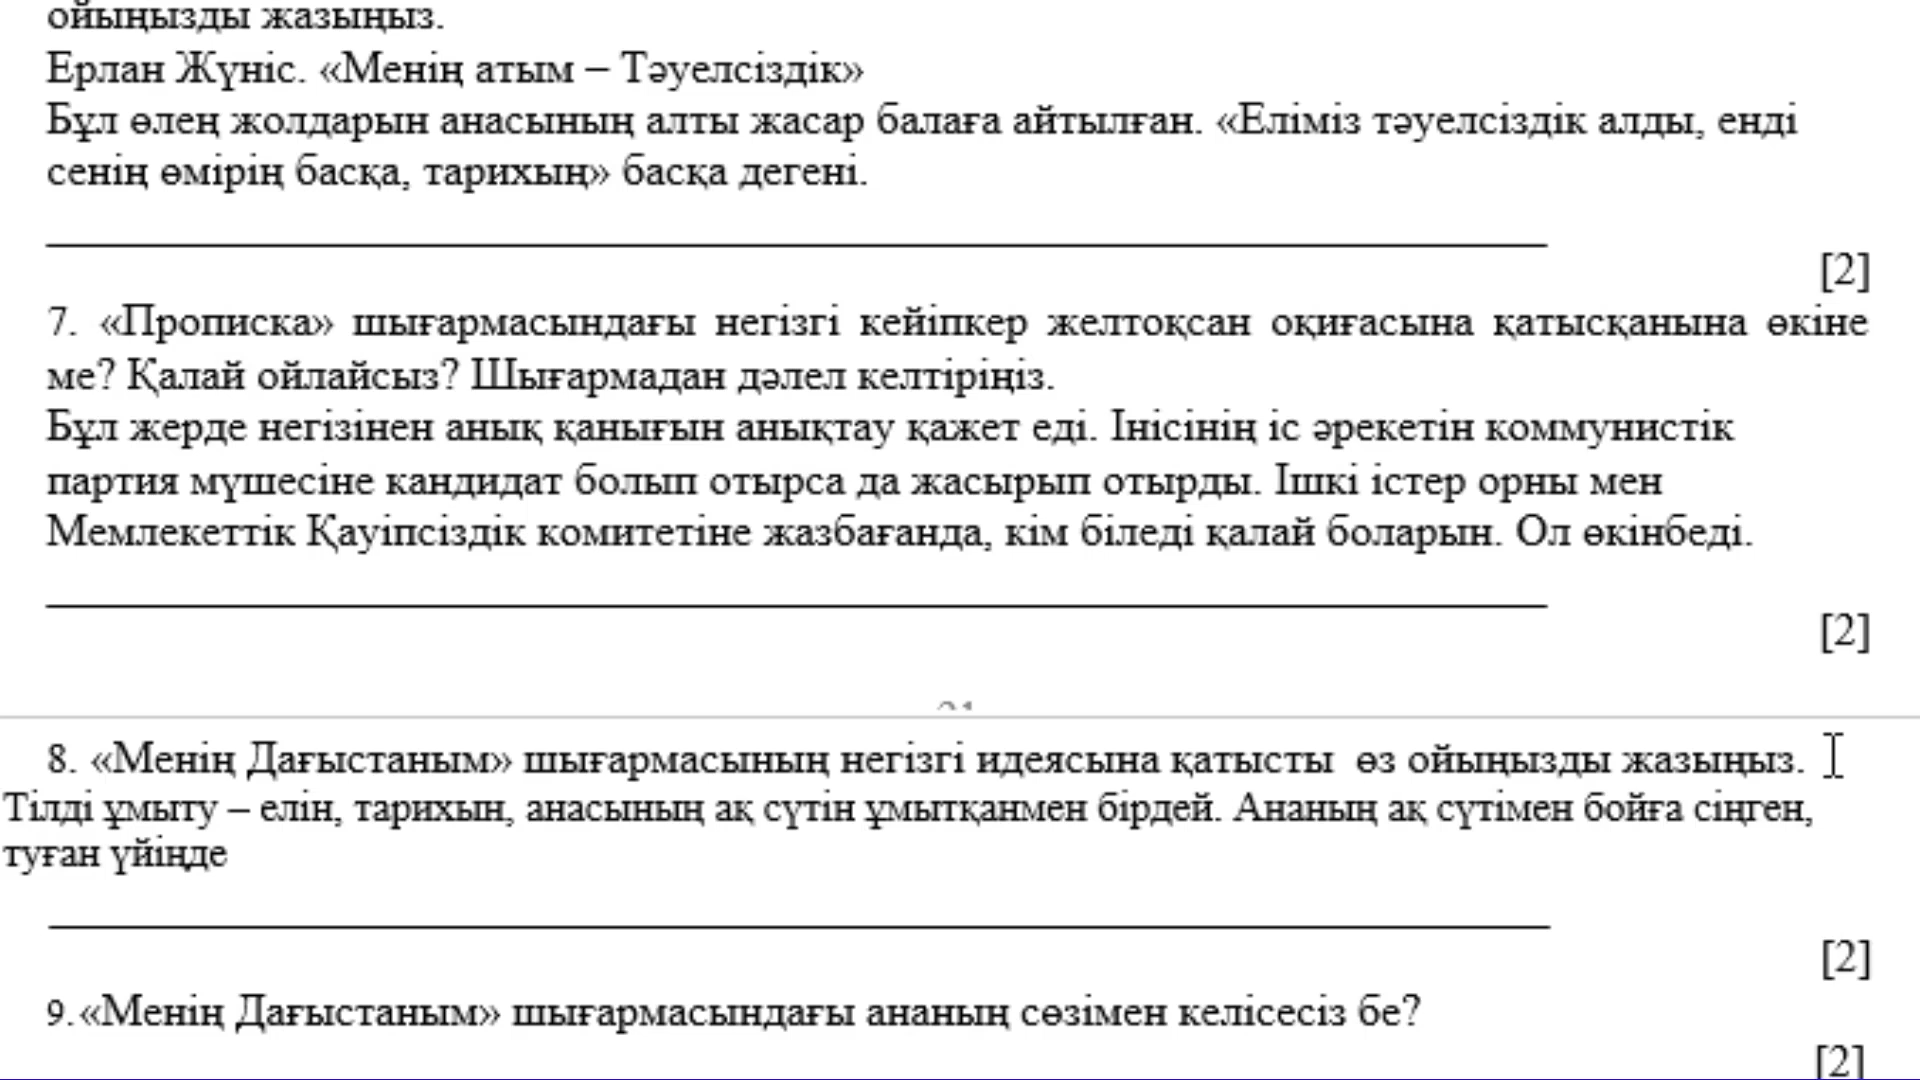 ойыңызды жазыңыз.
Ерлан Жүніс. «Менің атым – Тәуелсіздік»
Бұл өлең жолдарын анасының алты жасар балаға айтылған. «Еліміз тәуелсіздік алды, енді
сенің өмірің басқа, тарихың» басқа дегені.
[2]
7. «Прописка» шығармасындағы негізгі кейіпкер желтоқсан оқиғасына қатысқанына өкіне
ме? Қалай ойлайсыз? Шығармадан дәлел келтіріңіз.
Бұл жерде негізінен анық қанығын анықтау қажет еді. Інісінің іс әрекетін коммунистік
партия мүшесіне кандидат болып отырса да жасырып отырды. Ішкі істер орны мен
Мемлекеттік Қауіпсіздік комитетіне жазбағанда, кім біледі қалай боларын. Ол өкінбеді.
[2]
8. «Менің Дағыстаным» шығармасының негізгі идеясына қатысты өз ойыңызды жазыңыз.
Тілді ұмыту – елін, тарихын, анасының ақ сүтін ұмытқанмен бірдей. Ананың ақ сүтімен бойға сіңген,
туған үйіңде
[2]
9.«Менің Дағыстаным» шығармасындағы ананың сөзімен келісесіз бе?
[2]